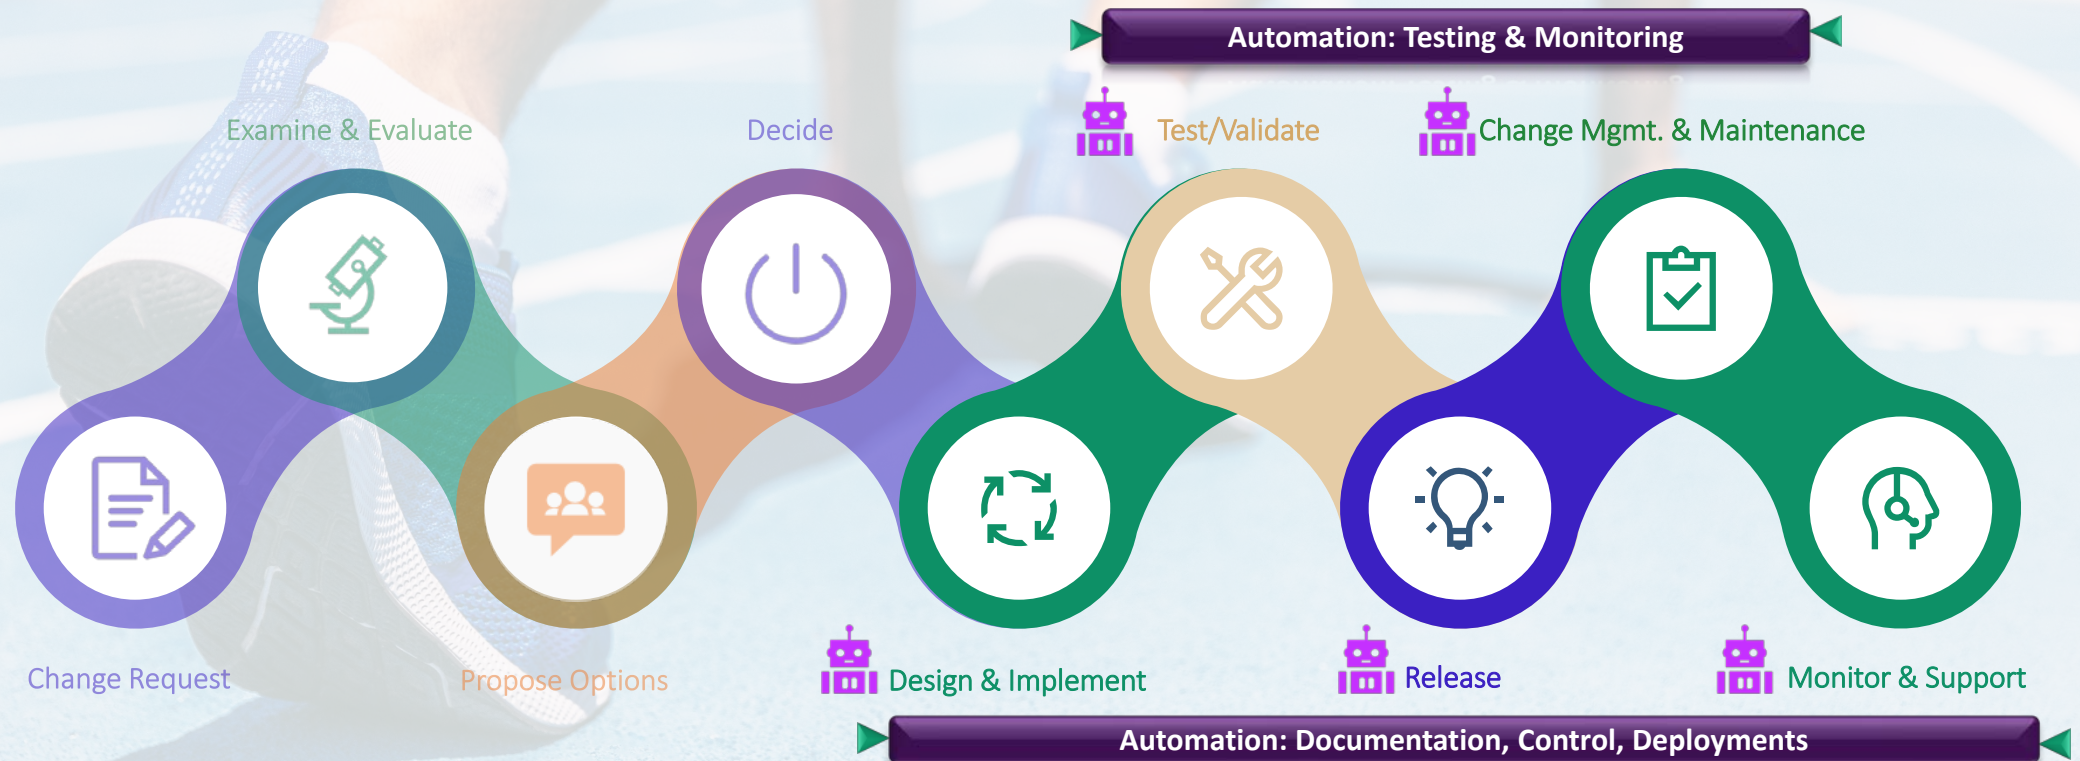 Automation: Testing & Monitoring
Examine & Evaluate
Decide
Test/Validate
Change Mgmt. & Maintenance
Change Request
Propose Options
Design & Implement
Release
Monitor & Support
Automation: Documentation, Control, Deployments